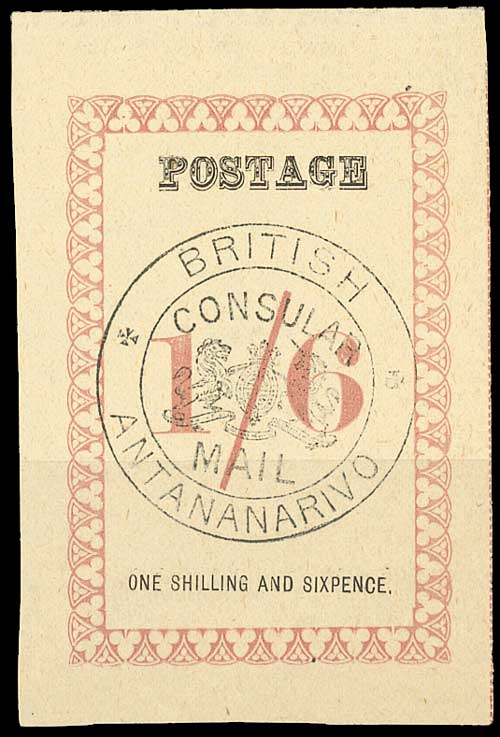 POSTAGE
BRITISH
CONSULAR
1/6
MAIL
ANTANANARIVO
ONE SHILLING AND SIXPENCE.